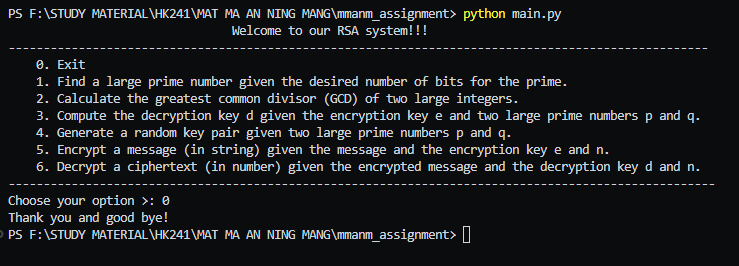 PS F:\STUDY MATERIAL\HK241\MAT MA AN NING MANG\mmanm_assignment> python main.py
Welcome to our RSA system!!!
----------------------------------------------------------------------------------------------------
0. Exit
1. Find a large prime number given the desired number of bits for the prime.
2. Calculate the greatest common divisor (GCD) of two large integers.
3. Compute the decryption key d given the encryption key e and two large prime numbers p and q.
4. Generate a random key pair given two large prime numbers p and q.
5. Encrypt a message (in string) given the message and the encryption key e and n.
6. Decrypt a ciphertext (in number) given the encrypted message and the decryption key d and n.
-----------------------------------------------------------------------------------------------------
Choose your option >: 0
Thank you and good bye!
PS F:\STUDY MATERIAL\HK241\MAT MA AN NING MANG\mmanm_assignment>